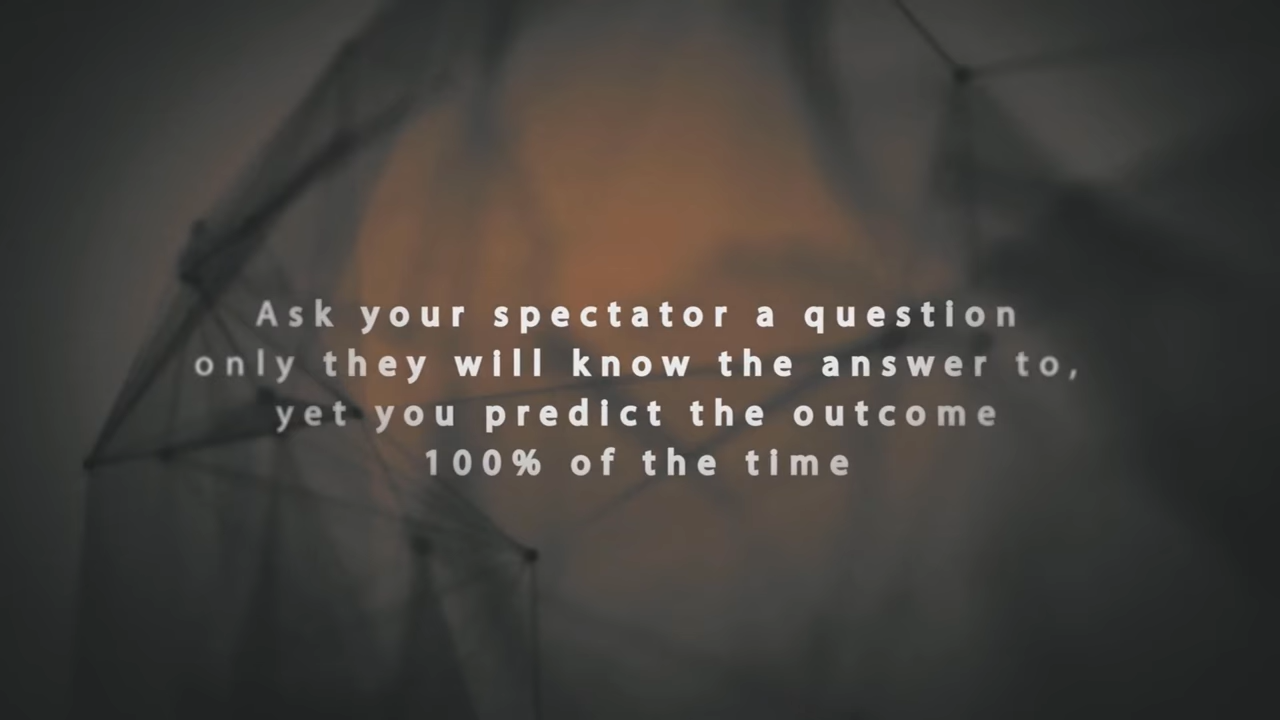 Ask your spectator a question
only they will know the answer to,
yet you predict the outcome
100% of the time